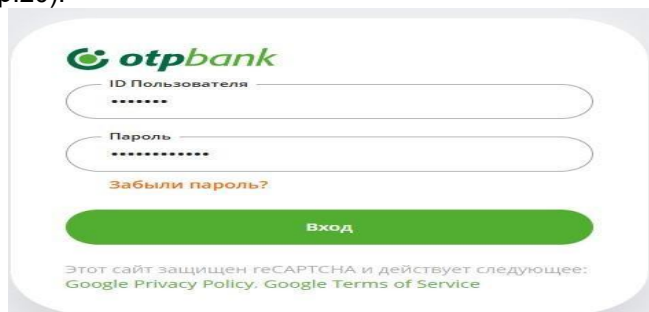 p.20).
otpbank
ID Пользователя
•••••••
Пароль
••••••••••••
Забыли пароль?
Вход
Этот сайт защищен reCAPTCHA и действует следующее:
Google Privacy Policy. Google Terms of Service